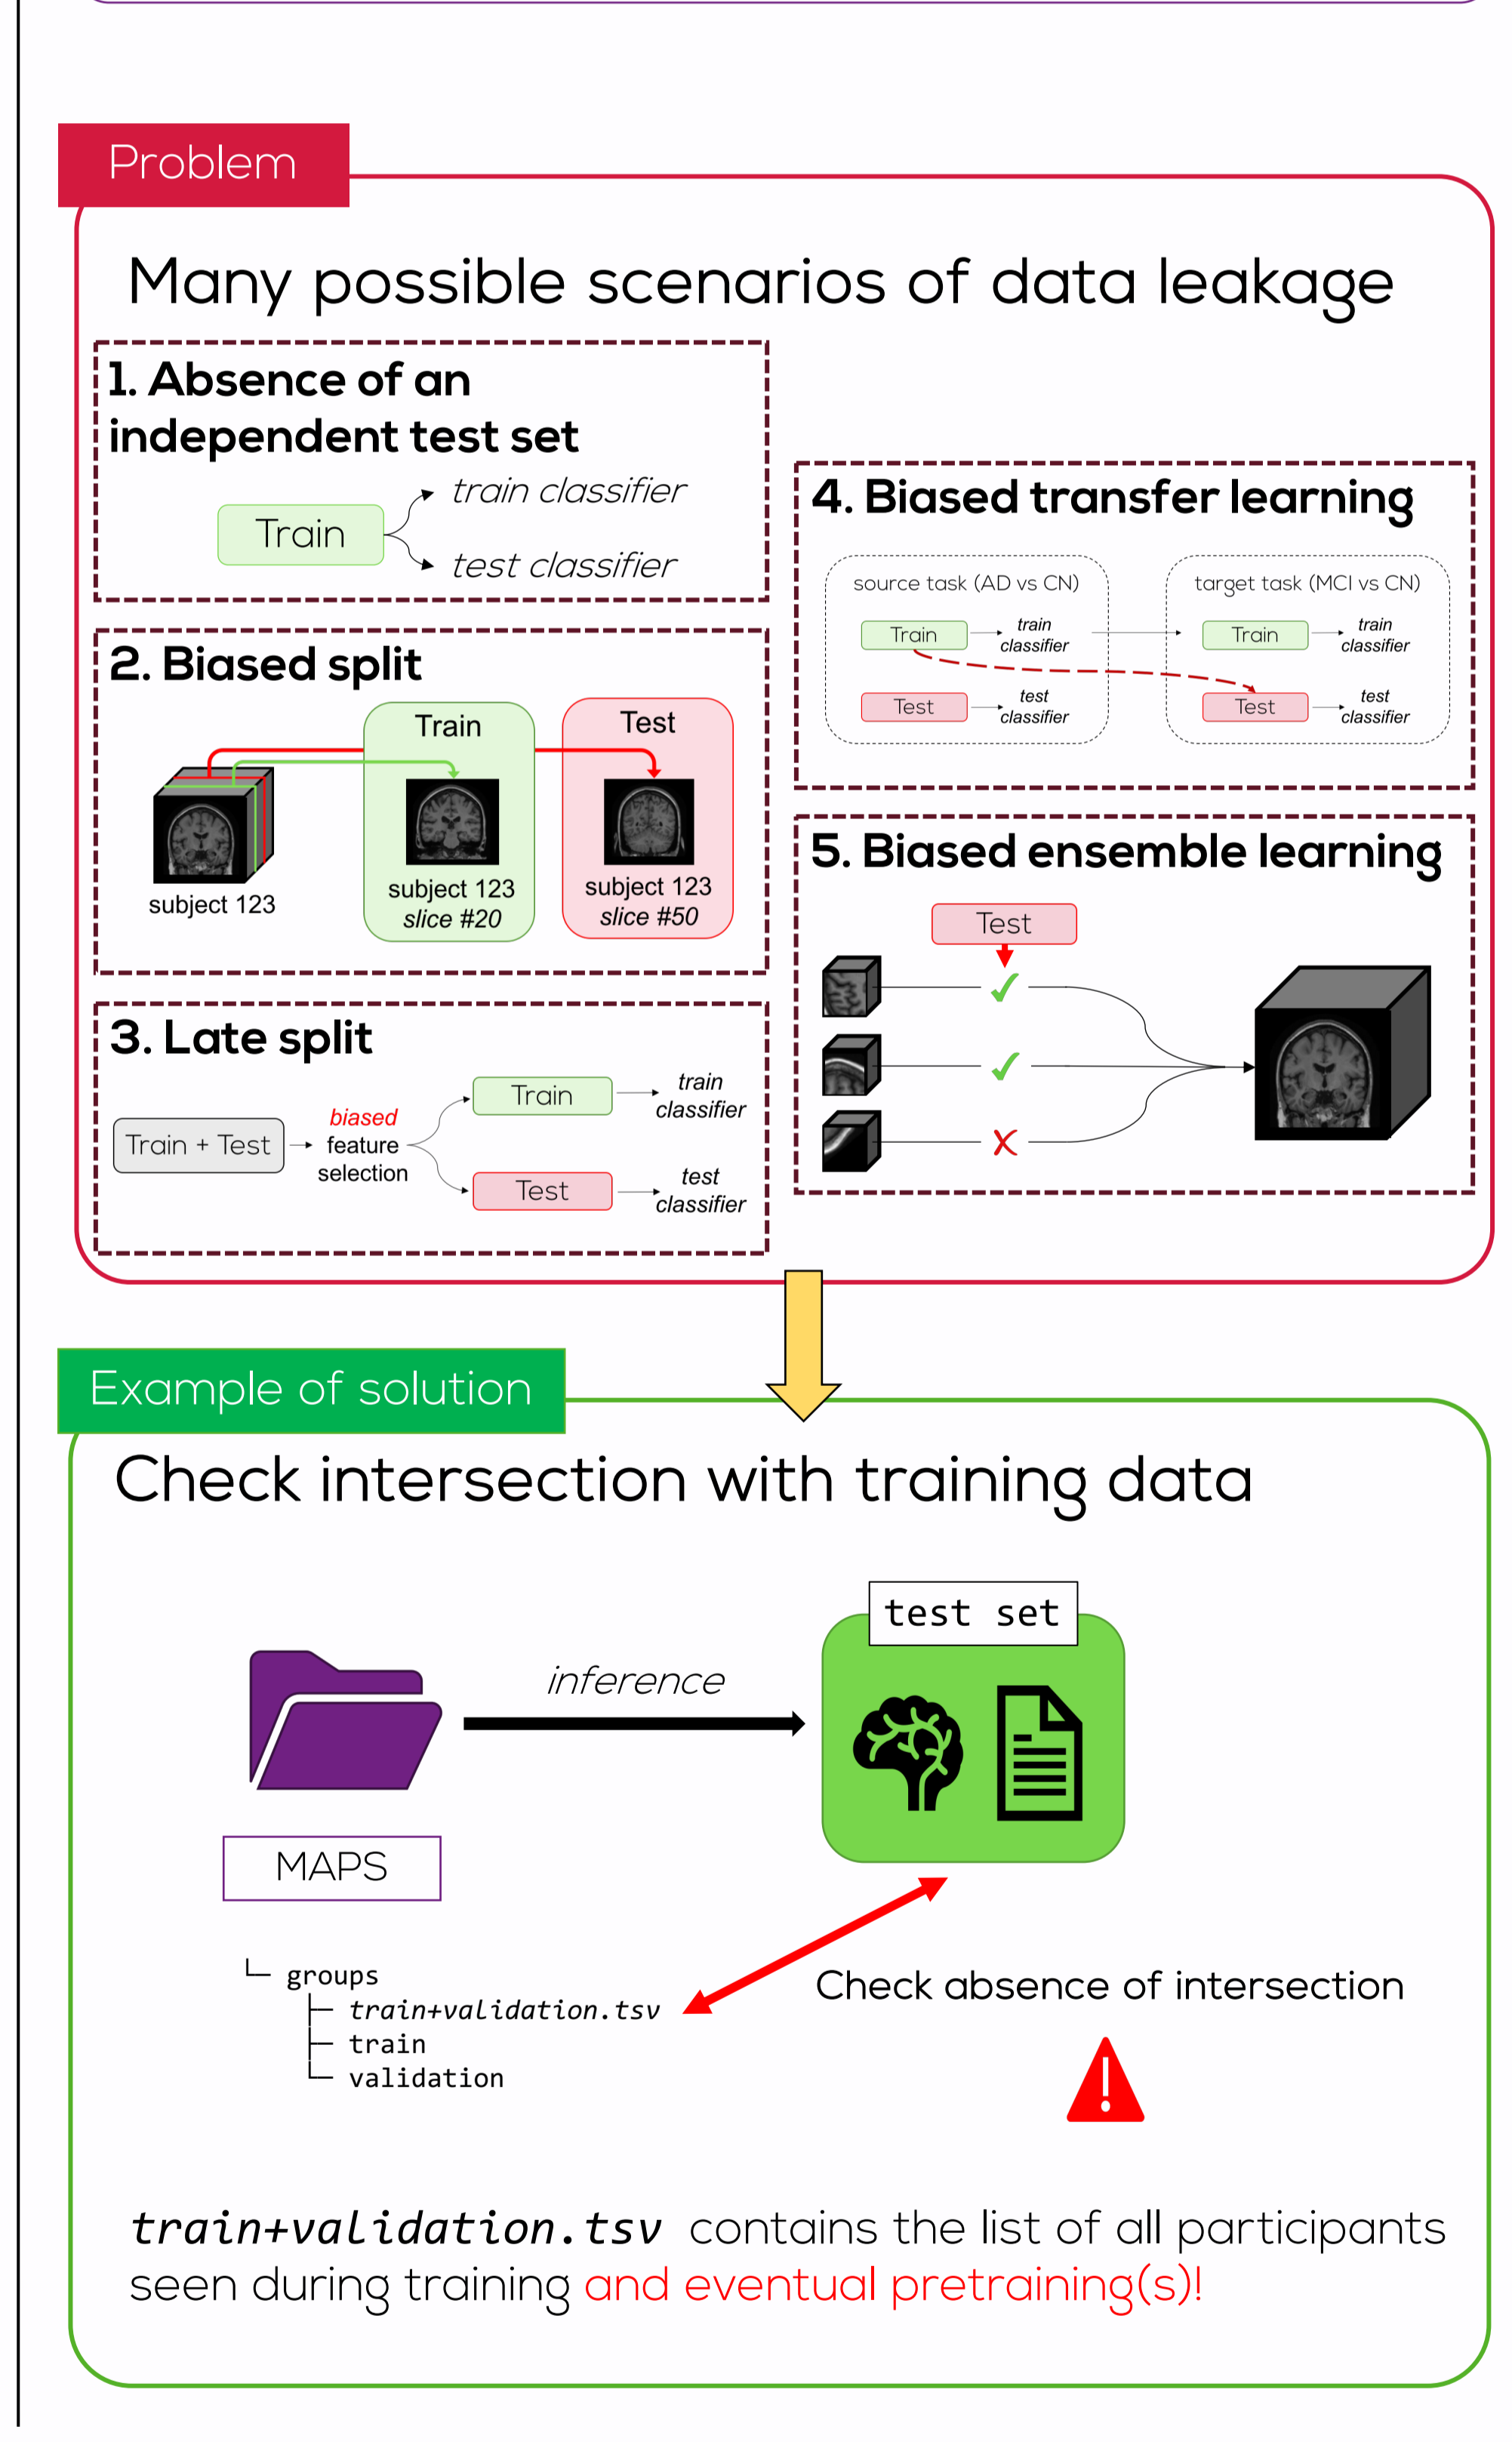 Problem
Many possible scenarios of data leakage
1. Absence of an
independent test set
Train
train classifier
test classifier
2. Biased split
subject 123
Train
subject 123
slice #20
Test
subject 123
slice #50
3. Late split
Train + Test
biased
feature
selection
Train
train
classifier
Test
test
classifier
4. Biased transfer learning
source task (AD vs CN)
Train
train
classifier
Test
test
classifier
target task (MCI vs CN)
Train
train
classifier
Test
test
classifier
5. Biased ensemble learning
Test
Example of solution
Check intersection with training data
inference
test set
MAPS
└─ groups
├─ train+validation.tsv
├─ train
└─ validation
Check absence of intersection
!
train+validation.tsv contains the list of all participants
seen during training and eventual pretraining(s)!